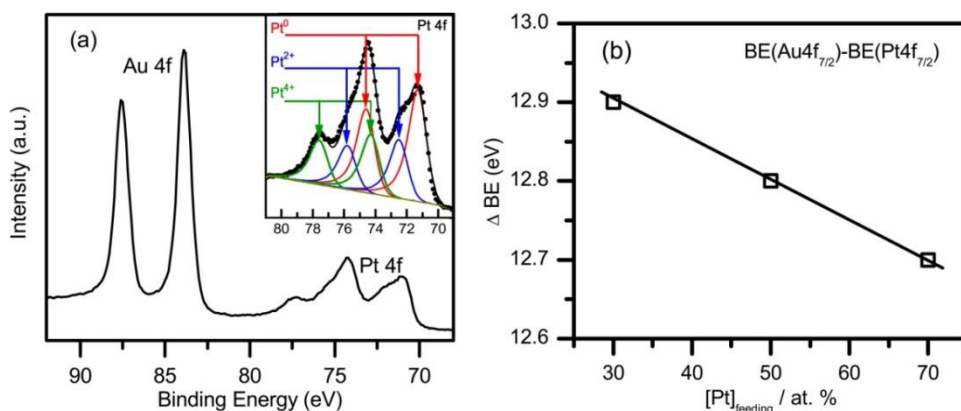 (a)
Au 4f
Pt 4f
Intensity (a.u.)
90 85 80 75 70
Binding Energy (eV)
Pt 4f
Pt⁰
Pt²⁺
Pt⁴⁺
80 78 76 74 72 70
(b)
BE(Au4f₇/₂)-BE(Pt4f₇/₂)
Δ BE (eV)
13.0
12.9
12.8
12.7
12.6
30 40 50 60 70
[Pt]feeding / at. %